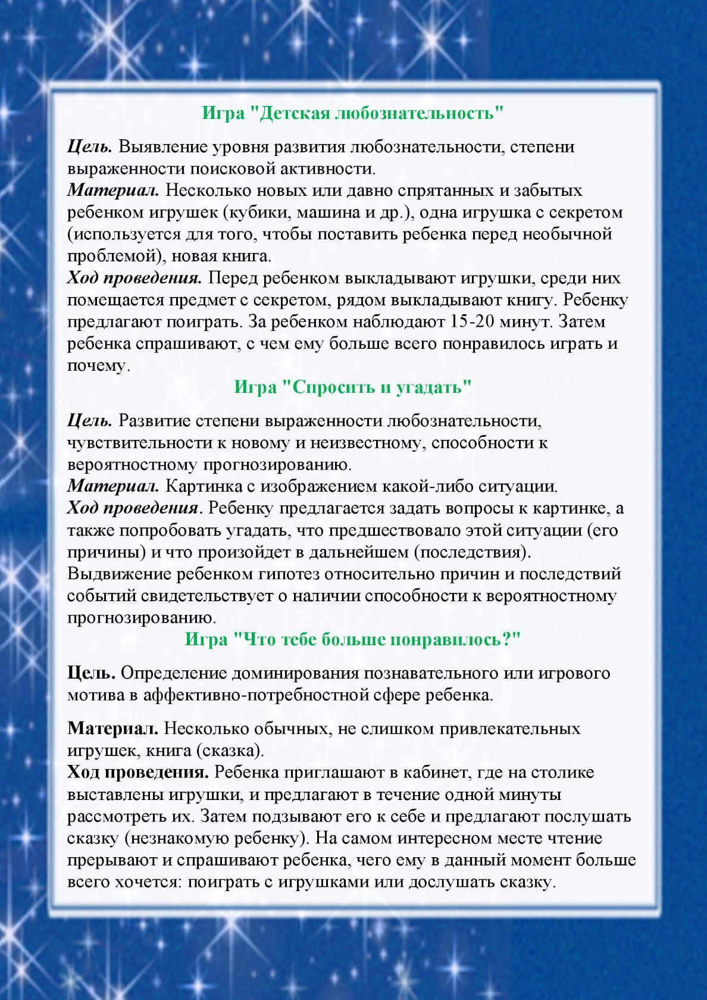 Игра "Детская любознательность"
Цель. Выявление уровня развития любознательности, степени
выраженности поисковой активности.
Материал. Несколько новых или давно спрятанных и забытых
ребенком игрушек (кубики, машина и др.), одна игрушка с секретом
(используется для того, чтобы поставить ребенка перед необычной
проблемой), новая книга.
Ход проведения. Перед ребенком выкладывают игрушки, среди них
помещается предмет с секретом, рядом выкладывают книгу. Ребенку
предлагают поиграть. За ребенком наблюдают 15-20 минут. Затем
ребенка спрашивают, с чем ему больше всего понравилось играть и
почему.
Игра "Спросить и угадать"
Цель. Развитие степени выраженности любознательности,
чувствительности к новому и неизвестному, способности к
вероятностному прогнозированию.
Материал. Картинка с изображением какой-либо ситуации.
Ход проведения. Ребенку предлагается задать вопросы к картинке, а
также попробовать угадать, что предшествовало этой ситуации (его
причины) и что произойдет в дальнейшем (последствия).
Выдвижение ребенком гипотез относительно причин и последствий
событий свидетельствует о наличии способности к вероятностному
прогнозированию.
Игра "Что тебе больше понравилось?"
Цель. Определение доминирования познавательного или игрового
мотива в аффективно-потребностной сфере ребенка.
Материал. Несколько обычных, не слишком привлекательных
игрушек, книга (сказка).
Ход проведения. Ребенка приглашают в кабинет, где на столике
выставлены игрушки, и предлагают в течение одной минуты
рассмотреть их. Затем подзывают его к себе и предлагают послушать
сказку (незнакомую ребенку). На самом интересном месте чтение
прерывают и спрашивают ребенка, чего ему в данный момент больше
всего хочется: поиграть с игрушками или дослушать сказку.